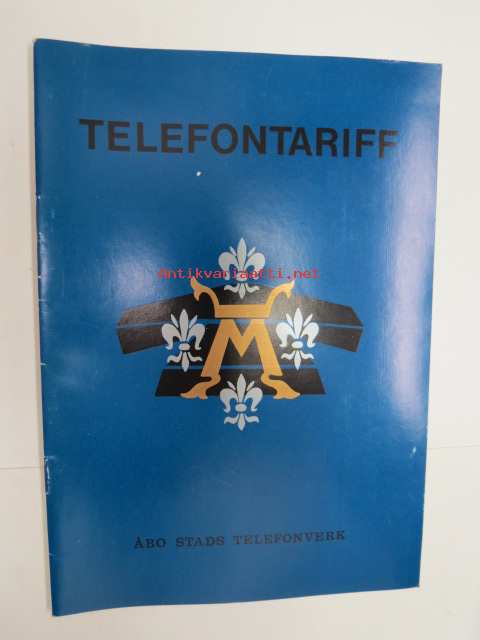 TELEFONTARIFF
Antikvariaatti.net
M
ÅBO STADS TELEFONVERK